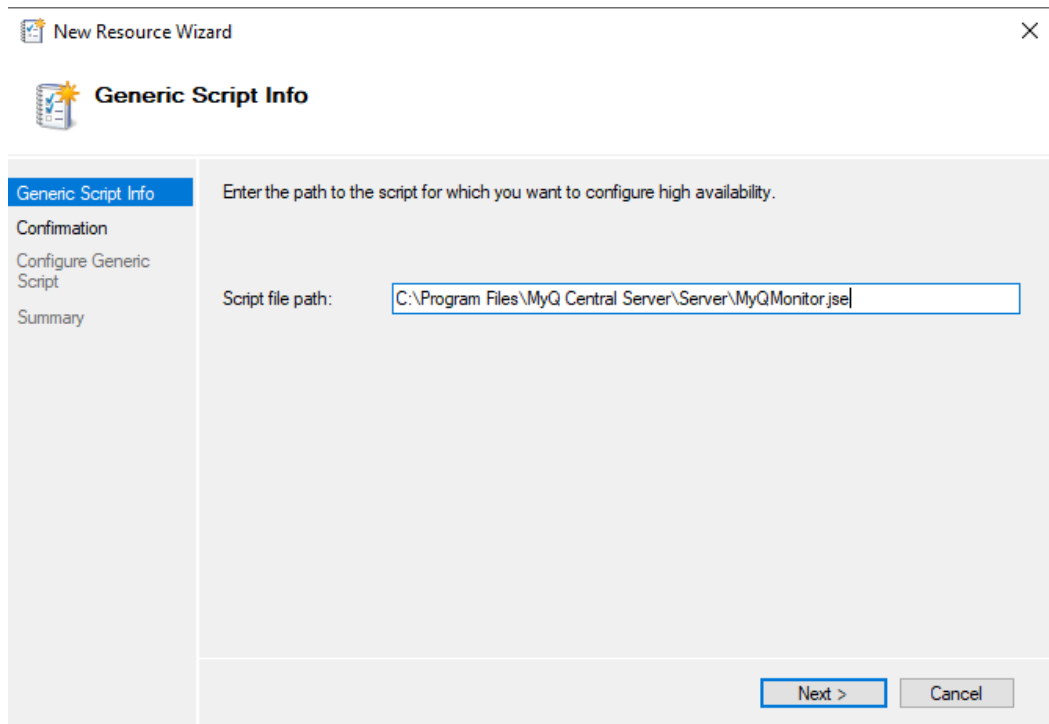 New Resource Wizard
Generic Script Info
Generic Script Info
Confirmation
Configure Generic
Script
Summary
Enter the path to the script for which you want to configure high availability.
Script file path:
C:\Program Files\MyQ Central Server\Server\MyQMonitor.jse
Next >
Cancel